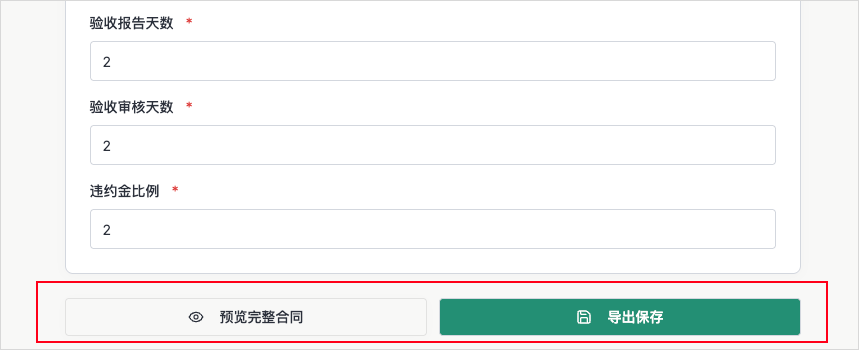 验收报告天数 *
2
验收审核天数 *
2
违约金比例 *
2
预览完整合同
导出保存